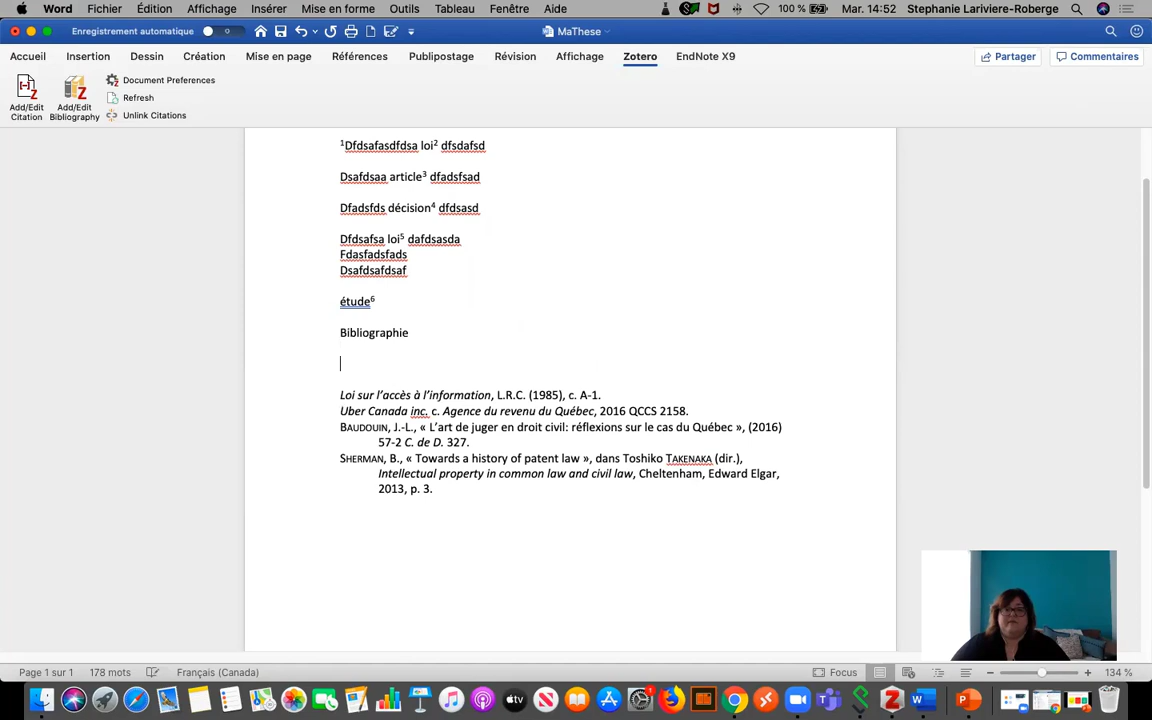 Word Fichier Édition Affichage Insérer Mise en forme Outils Tableau Fenêtre Aide 100 % Mar. 14:52 Stephanie Lariviere-Roberge
Enregistrement automatique MaThese
Accueil Insertion Dessin Création Mise en page Références Publipostage Révision Affichage Zotero EndNote X9 Partager Commentaires
Add/Edit Citation
Add/Edit Bibliography
Document Preferences
Refresh
Unlink Citations
¹Dfdsafasdfdsa loi² dfsdafsd
Dsafdsaa article³ dfadsfsad
Dfadsfds décision⁴ dfdsasd
Dfdsafsa loi⁵ dafdsasda
Fdasfadsfads
Dsafdsafdsaf
étude⁶
Bibliographie
Loi sur l'accès à l'information, L.R.C. (1985), c. A-1.
Uber Canada inc. c. Agence du revenu du Québec, 2016 QCCS 2158.
BAUDOUIN, J.-L., « L'art de juger en droit civil: réflexions sur le cas du Québec », (2016)
57-2 C. de D. 327.
SHERMAN, B., « Towards a history of patent law », dans Toshiko TAKENAKA (dir.),
Intellectual property in common law and civil law, Cheltenham, Edward Elgar,
2013, p. 3.
Page 1 sur 1 178 mots Français (Canada) Focus 134 %